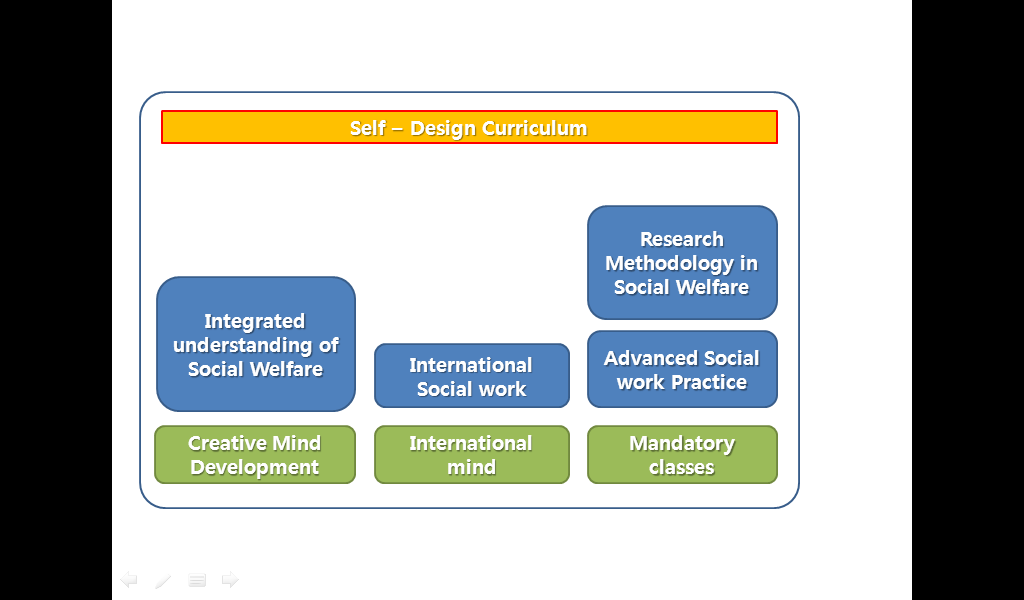 Self – Design Curriculum
Research
Methodology in
Social Welfare
Integrated
understanding of
Social Welfare
International
Social work
Advanced Social
work Practice
Creative Mind
Development
International
mind
Mandatory
classes